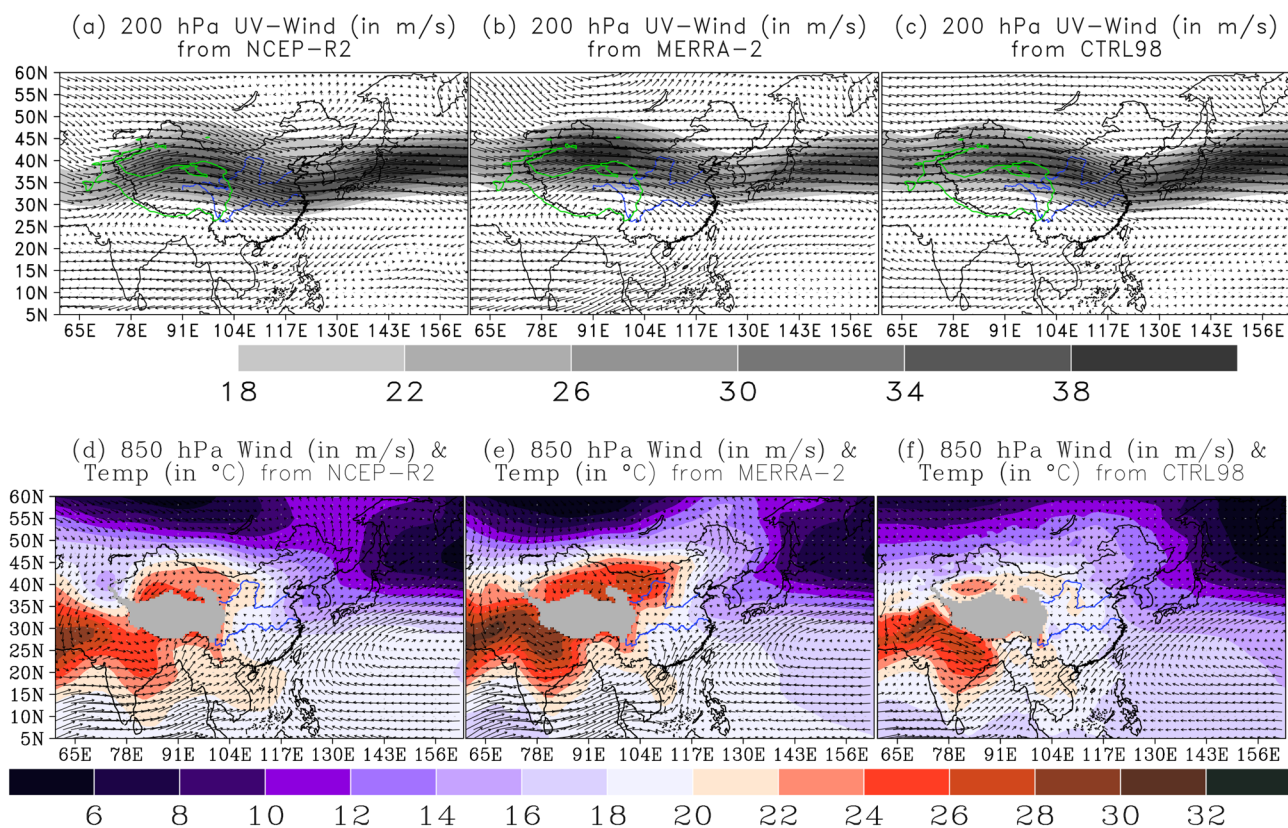 (a) 200 hPa UV-Wind (in m/s)
from NCEP-R2
(b) 200 hPa UV-Wind (in m/s)
from MERRA-2
(c) 200 hPa UV-Wind (in m/s)
from CTRL98
60N
55N
50N
45N
40N
35N
30N
25N
20N
15N
10N
5N
65E 78E 91E 104E 117E 130E 143E 156E
65E 78E 91E 104E 117E 130E 143E 156E
65E 78E 91E 104E 117E 130E 143E 156E
18 22 26 30 34 38
(d) 850 hPa Wind (in m/s) &
Temp (in °C) from NCEP-R2
(e) 850 hPa Wind (in m/s) &
Temp (in °C) from MERRA-2
(f) 850 hPa Wind (in m/s) &
Temp (in °C) from CTRL98
60N
55N
50N
45N
40N
35N
30N
25N
20N
15N
10N
5N
65E 78E 91E 104E 117E 130E 143E 156E
65E 78E 91E 104E 117E 130E 143E 156E
65E 78E 91E 104E 117E 130E 143E 156E
6 8 10 12 14 16 18 20 22 24 26 28 30 32